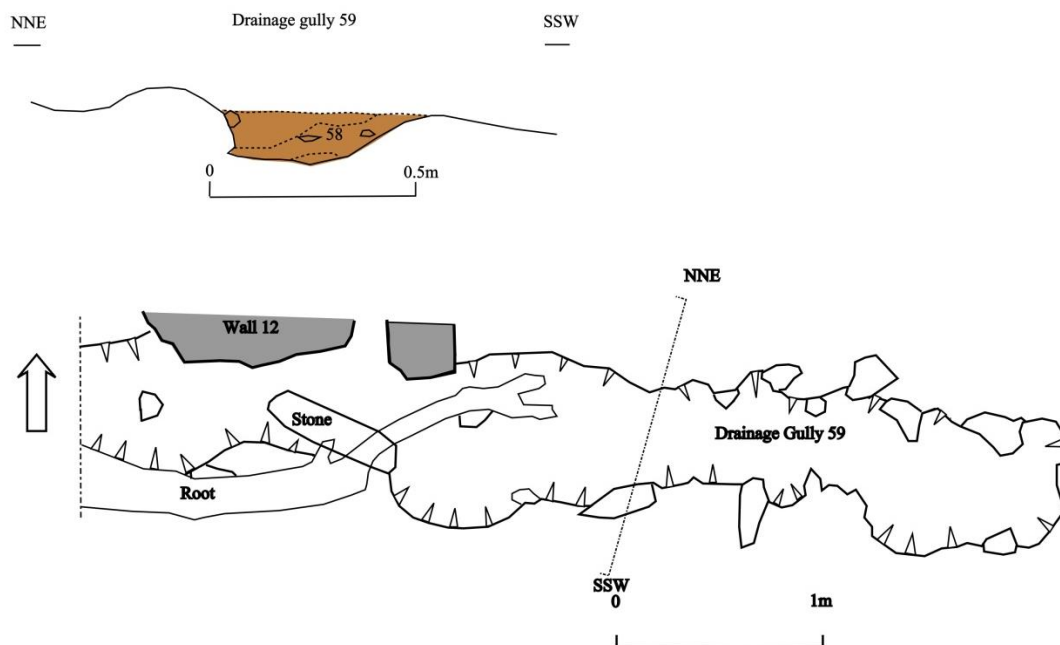 NNE Drainage gully 59 SSW
58
0 0.5m
NNE
Wall 12
Stone
Drainage Gully 59
Root
SSW
0 1m